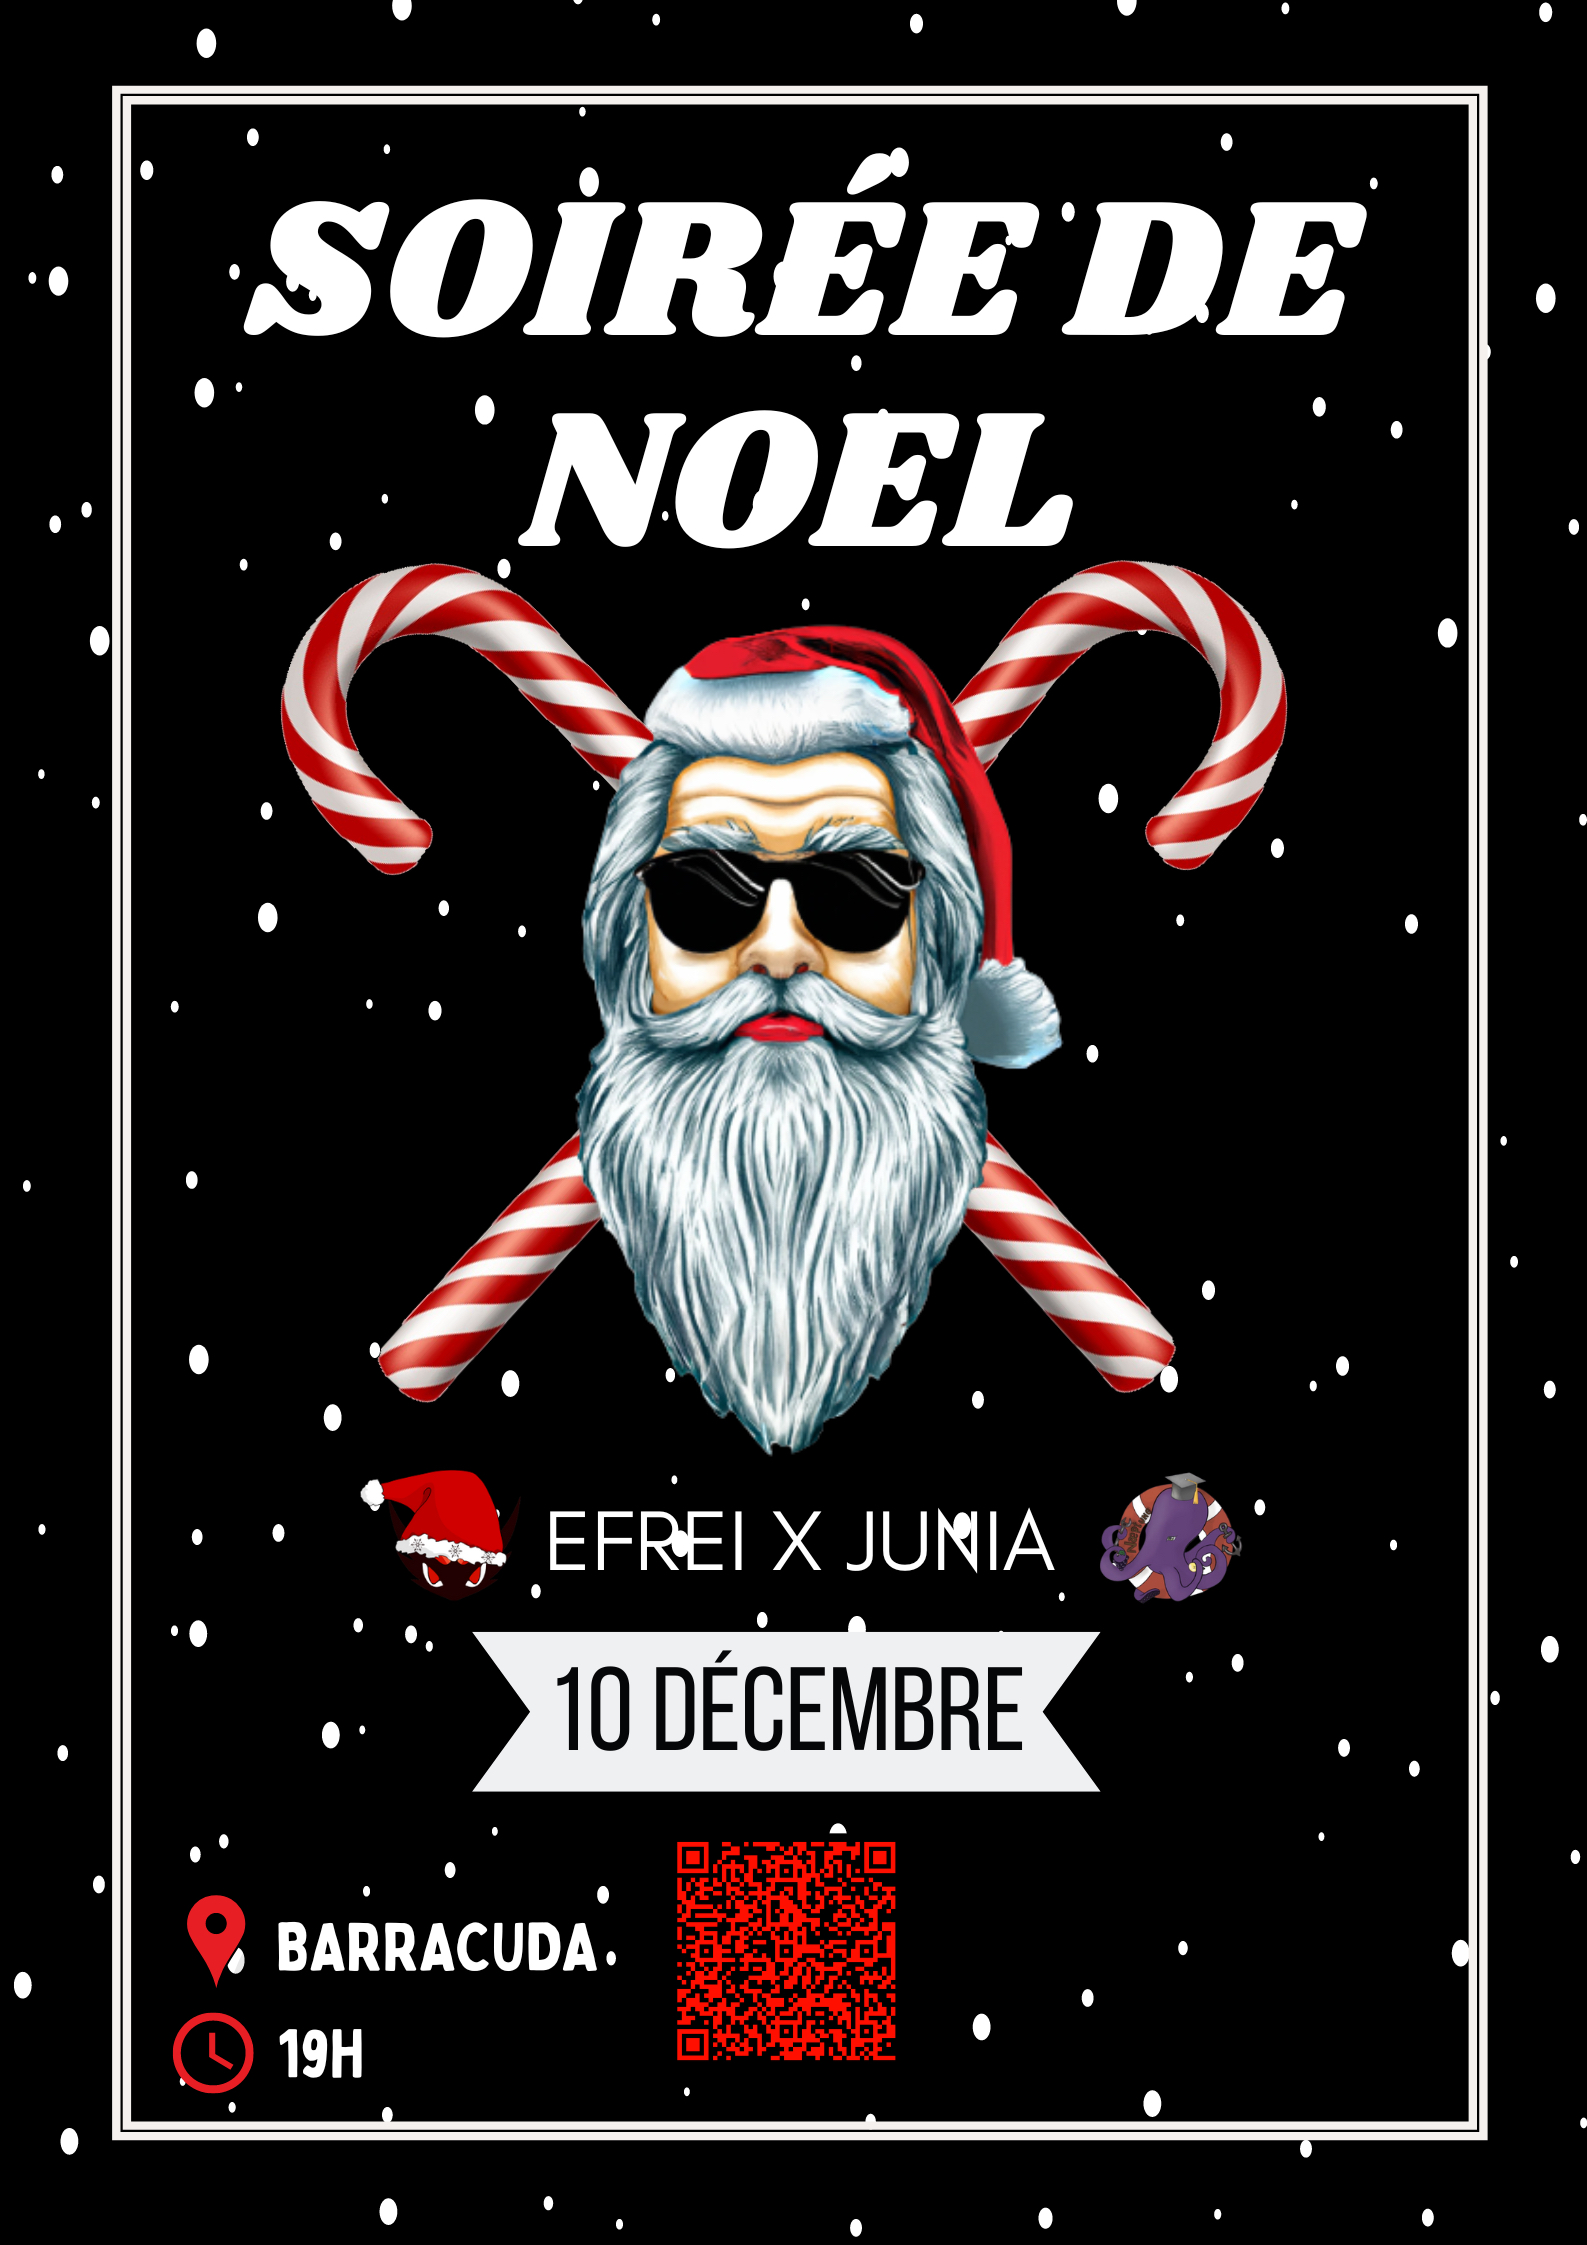 SOIRÉE DE
NOEL
EFREI X JUNIA
10 DÉCEMBRE
BARRACUDA
19H